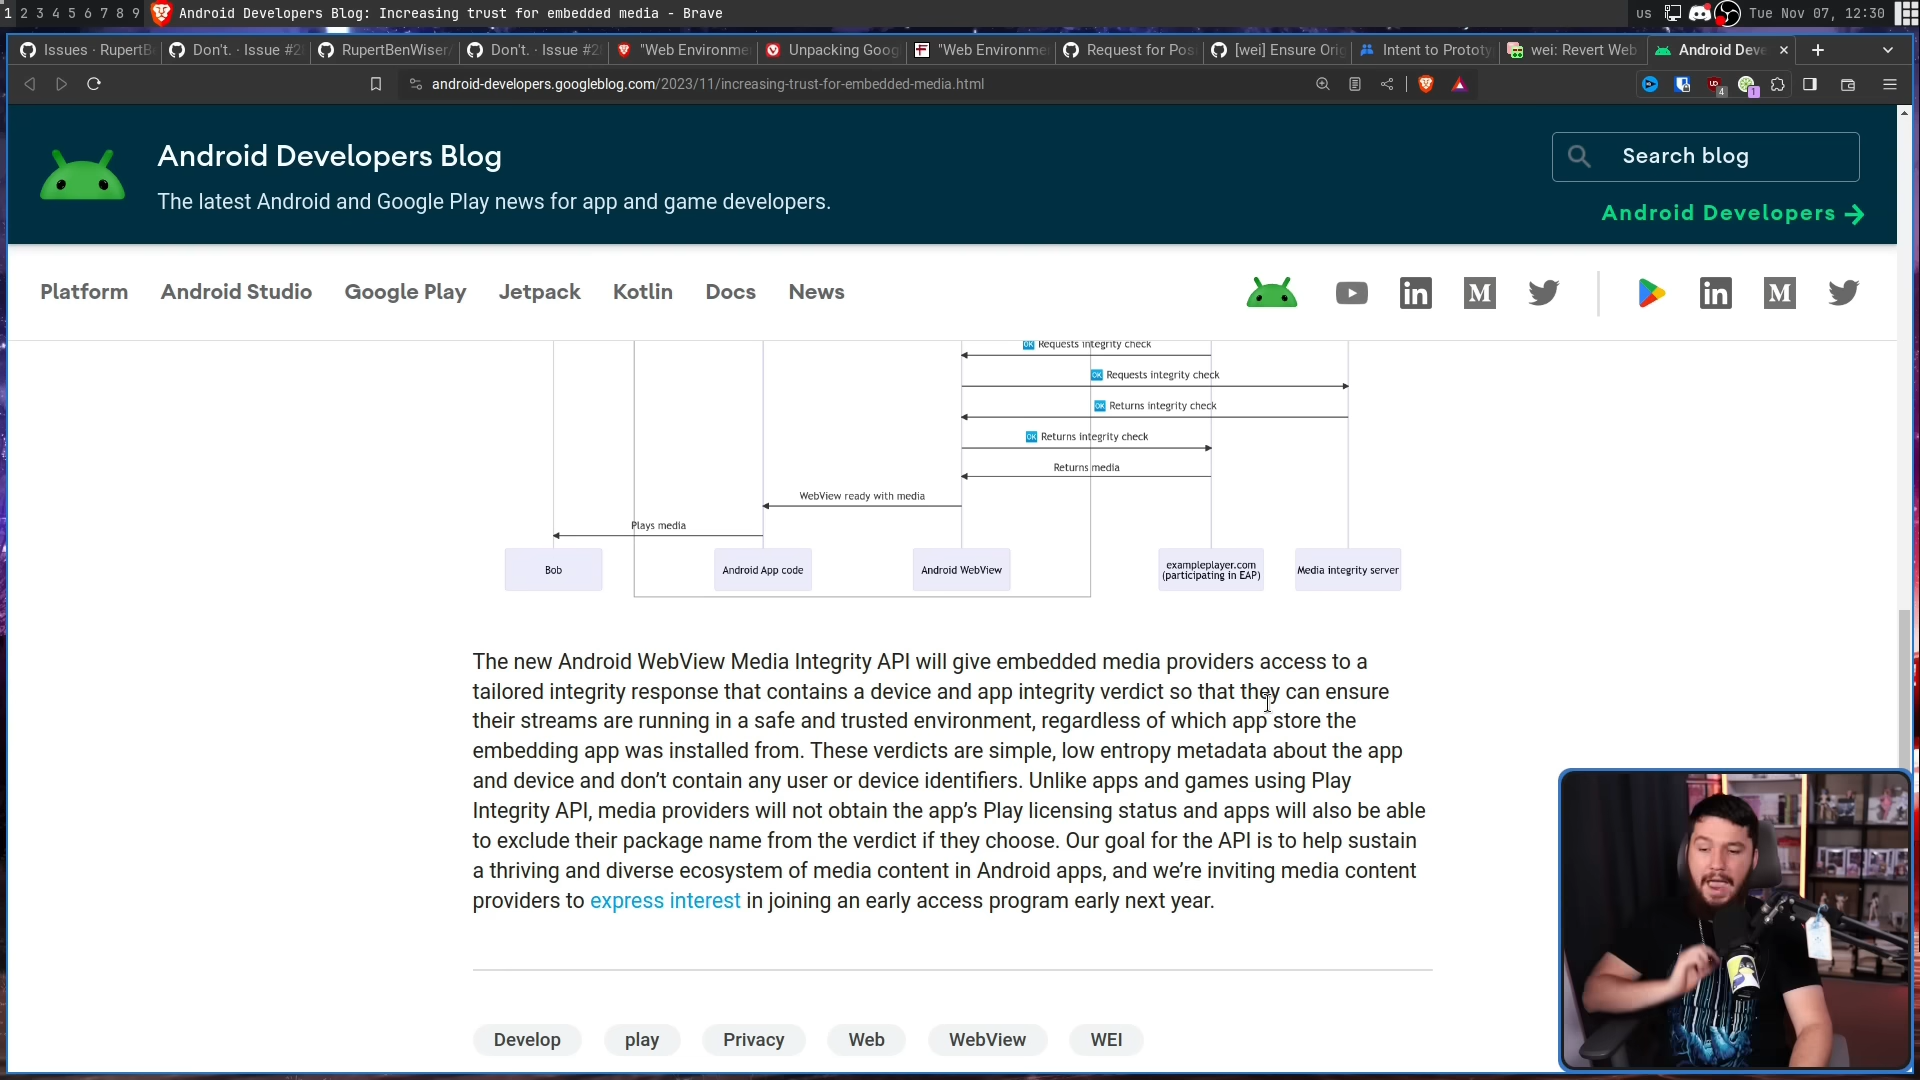 1 2 3 4 5 6 7 8 9 Android Developers Blog: Increasing trust for embedded media - Brave
us Tue Nov 07, 12:30
Issues · RupertB
Don't. · Issue #2
RupertBenWiser/
Don't. · Issue #2
"Web Environme
Unpacking Goog
"Web Environme
Request for Pos
[wei] Ensure Orig
Intent to Prototy
wei: Revert Web
Android Deve
android-developers.googleblog.com/2023/11/increasing-trust-for-embedded-media.html
4
1
Android Developers Blog
The latest Android and Google Play news for app and game developers.
Search blog
Android Developers
Platform Android Studio Google Play Jetpack Kotlin Docs News
OK Requests integrity check
OK Requests integrity check
OK Returns integrity check
OK Returns integrity check
Returns media
WebView ready with media
Plays media
Bob
Android App code
Android WebView
exampleplayer.com
(participating in EAP)
Media integrity server
The new Android WebView Media Integrity API will give embedded media providers access to a
tailored integrity response that contains a device and app integrity verdict so that they can ensure
their streams are running in a safe and trusted environment, regardless of which app store the
embedding app was installed from. These verdicts are simple, low entropy metadata about the app
and device and don’t contain any user or device identifiers. Unlike apps and games using Play
Integrity API, media providers will not obtain the app’s Play licensing status and apps will also be able
to exclude their package name from the verdict if they choose. Our goal for the API is to help sustain
a thriving and diverse ecosystem of media content in Android apps, and we’re inviting media content
providers to express interest in joining an early access program early next year.
Develop play Privacy Web WebView WEI